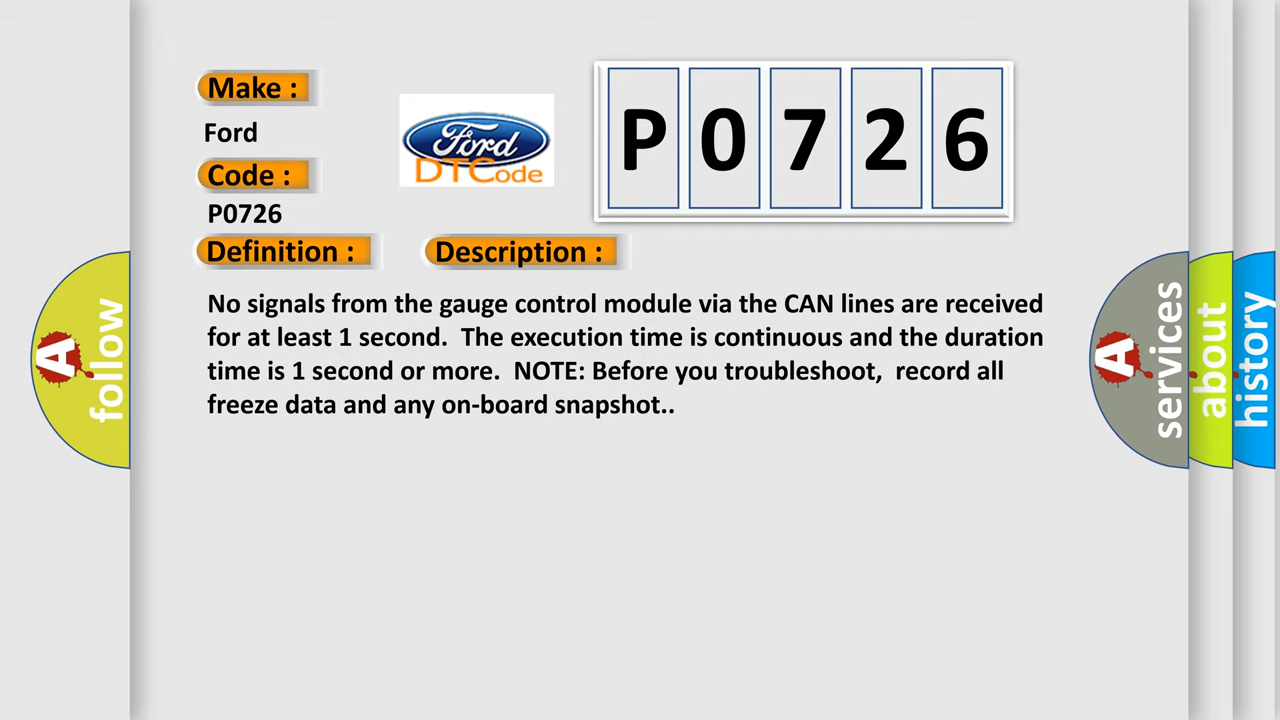 Make :
Ford
Code :
P0726
Ford
DTCode
P0726
Definition :
Description :
No signals from the gauge control module via the CAN lines are received
for at least 1 second  The execution time is continuous and the duration
time is 1 second or more  NOTE: Before you troubleshoot,  record all
freeze data and any on-board snapshot..
A
follow
A
services
about
history